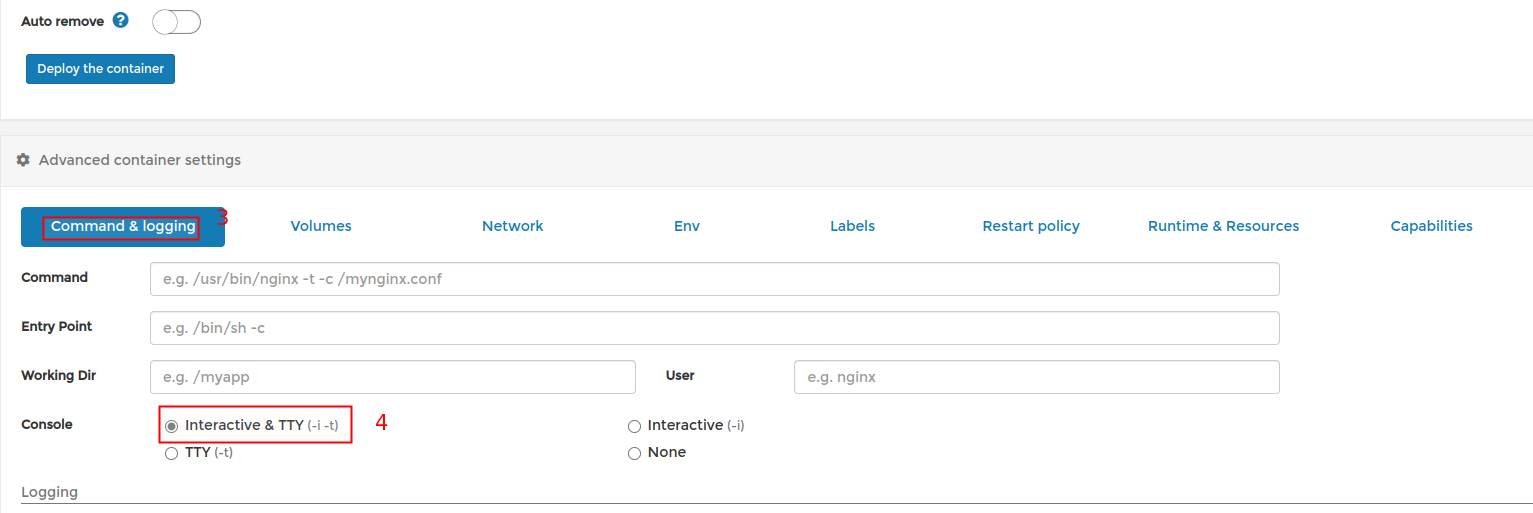 Auto remove ?
Deploy the container
Advanced container settings
Command & logging 3 Volumes Network Env Labels Restart policy Runtime & Resources Capabilities
Command e.g. /usr/bin/nginx -t -c /mynginx.conf
Entry Point e.g. /bin/sh -c
Working Dir e.g. /myapp User e.g. nginx
Console Interactive & TTY (-i -t) 4 Interactive (-i)
TTY (-t) None
Logging